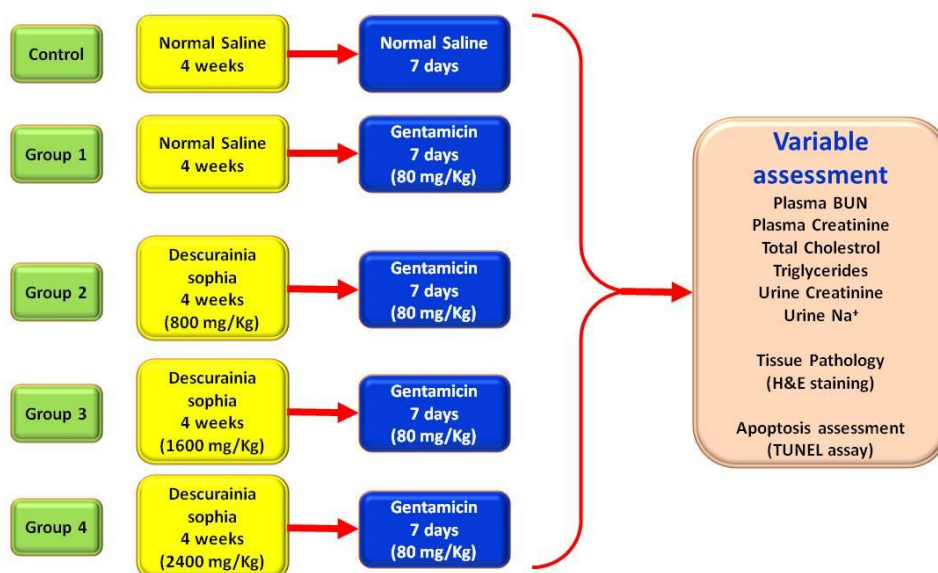 Control
Normal Saline
4 weeks
Normal Saline
7 days
Group 1
Normal Saline
4 weeks
Gentamicin
7 days
(80 mg/Kg)
Group 2
Descurainia
sophia
4 weeks
(800 mg/Kg)
Gentamicin
7 days
(80 mg/Kg)
Group 3
Descurainia
sophia
4 weeks
(1600 mg/Kg)
Gentamicin
7 days
(80 mg/Kg)
Group 4
Descurainia
sophia
4 weeks
(2400 mg/Kg)
Gentamicin
7 days
(80 mg/Kg)
Variable
assessment
Plasma BUN
Plasma Creatinine
Total Cholestrol
Triglycerides
Urine Creatinine
Urine Na⁺
Tissue Pathology
(H&E staining)
Apoptosis assessment
(TUNEL assay)